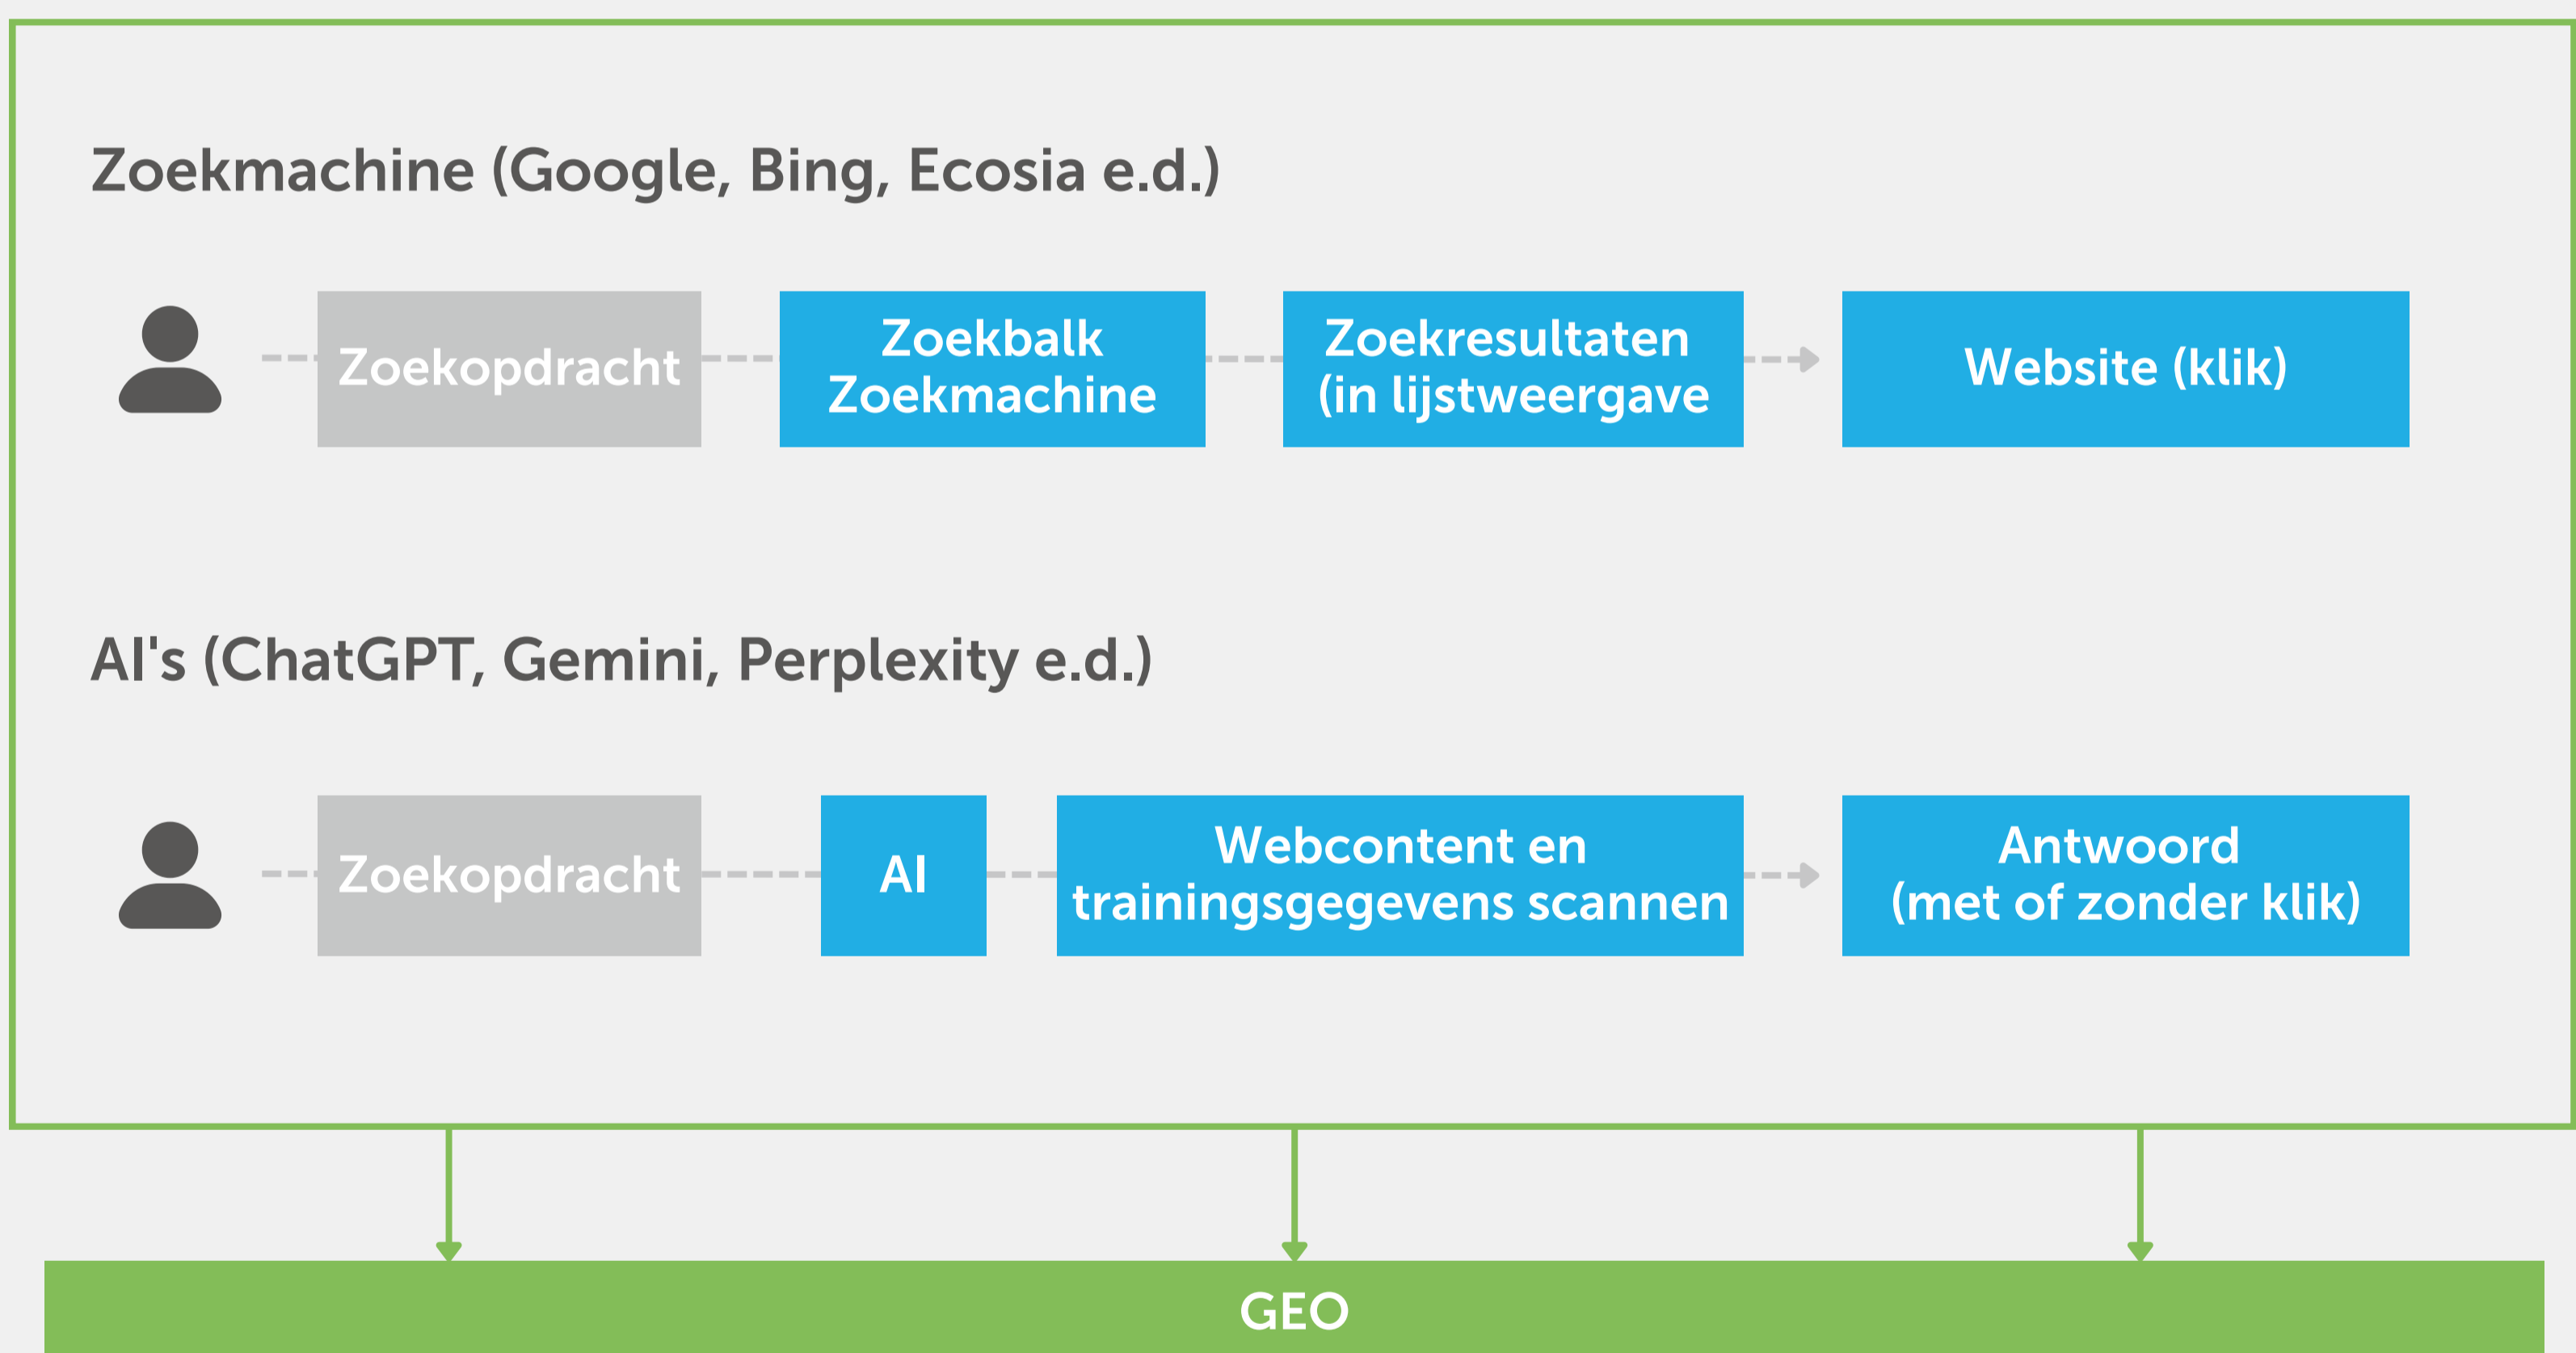 Zoekmachine (Google, Bing, Ecosia e.d.)
Zoekopdracht
Zoekbalk
Zoekmachine
Zoekresultaten
(in lijstweergave
Website (klik)
AI's (ChatGPT, Gemini, Perplexity e.d.)
Zoekopdracht
AI
Webcontent en
trainingsgegevens scannen
Antwoord
(met of zonder klik)
GEO